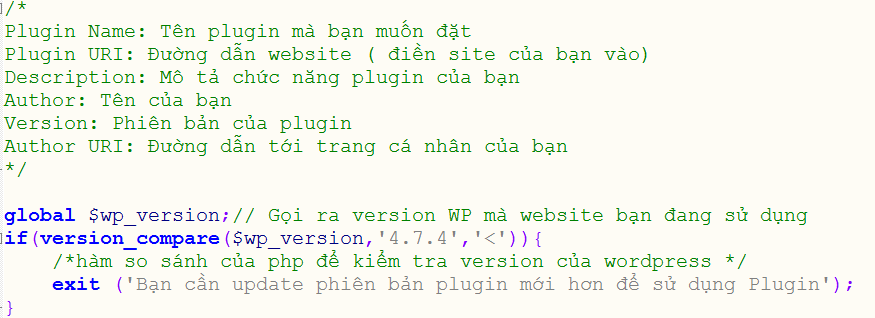 /*
Plugin Name: Tên plugin mà bạn muốn đặt
Plugin URI: Đường dẫn website ( điền site của bạn vào)
Description: Mô tả chức năng plugin của bạn
Author: Tên của bạn
Version: Phiên bản của plugin
Author URI: Đường dẫn tới trang cá nhân của bạn
*/
global $wp_version;// Gọi ra version WP mà website bạn đang sử dụng
if(version_compare($wp_version,'4.7.4','<')){
/*hàm so sánh của php để kiểm tra version của wordpress */
exit ('Bạn cần update phiên bản plugin mới hơn để sử dụng Plugin');
}